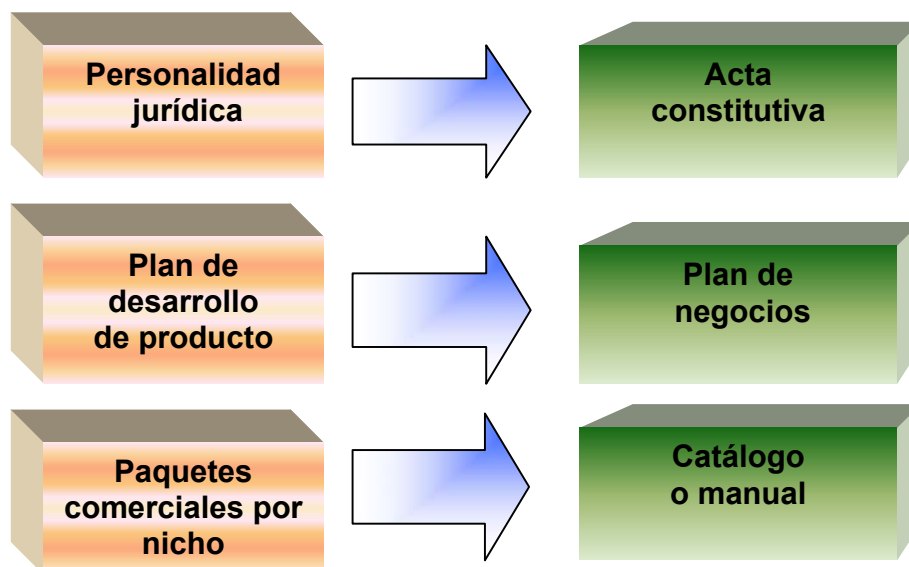 Personalidad
jurídica
Acta
constitutiva
Plan de
desarrollo
de producto
Plan de
negocios
Paquetes
comerciales por
nicho
Catálogo
o manual